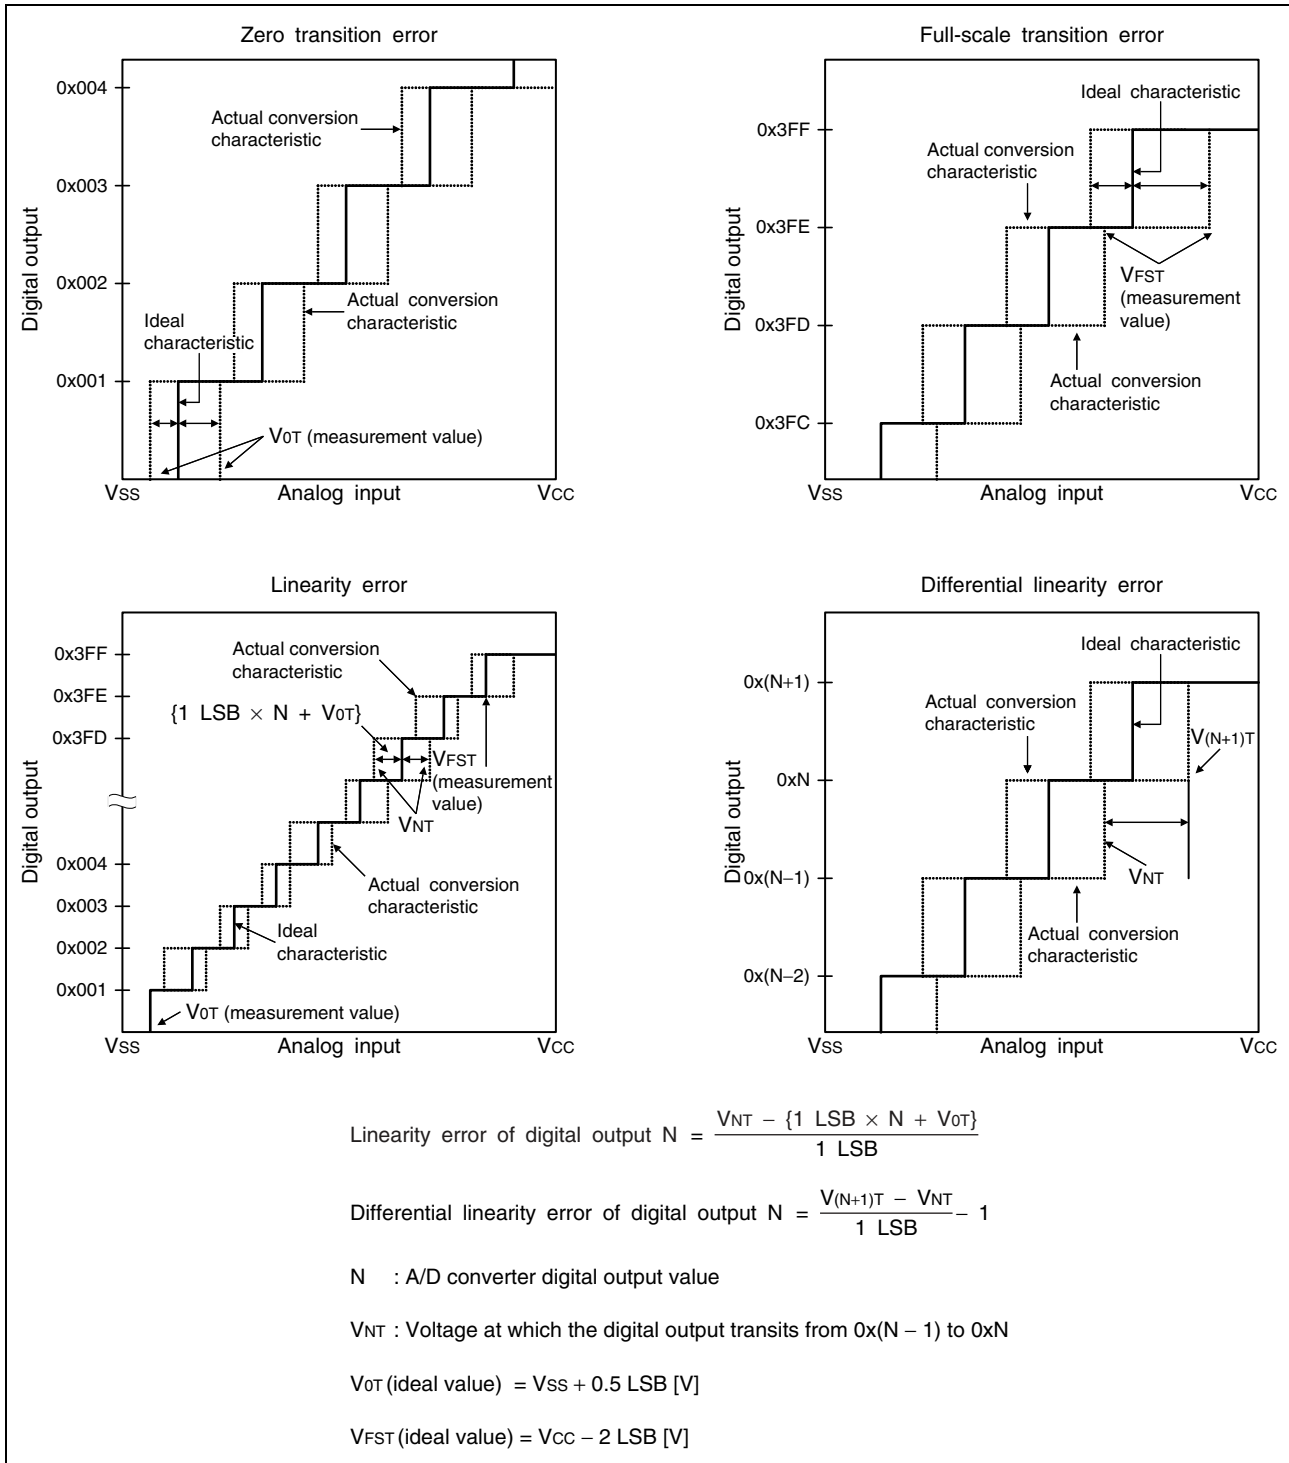 Zero transition error
0x004
0x003
0x002
0x001
Digital output
Actual conversion
characteristic
Actual conversion
characteristic
Ideal
characteristic
V0T (measurement value)
VSS
Analog input
VCC
Full-scale transition error
0x3FF
0x3FE
0x3FD
0x3FC
Digital output
Ideal characteristic
Actual conversion
characteristic
VFST
(measurement
value)
Actual conversion
characteristic
VSS
Analog input
VCC
Linearity error
0x3FF
0x3FE
0x3FD
0x004
0x003
0x002
0x001
Digital output
Actual conversion
characteristic
{1 LSB × N + V0T}
VFST
(measurement
value)
VNT
Actual conversion
characteristic
Ideal
characteristic
V0T (measurement value)
VSS
Analog input
VCC
Differential linearity error
0x(N+1)
0xN
0x(N−1)
0x(N−2)
Digital output
Ideal characteristic
Actual conversion
characteristic
V(N+1)T
VNT
Actual conversion
characteristic
VSS
Analog input
VCC
Linearity error of digital output N = VNT − {1 LSB × N + V0T}
1 LSB
Differential linearity error of digital output N = V(N+1)T − VNT − 1
1 LSB
N : A/D converter digital output value
VNT : Voltage at which the digital output transits from 0x(N − 1) to 0xN
V0T (ideal value) = VSS + 0.5 LSB [V]
VFST (ideal value) = VCC − 2 LSB [V]